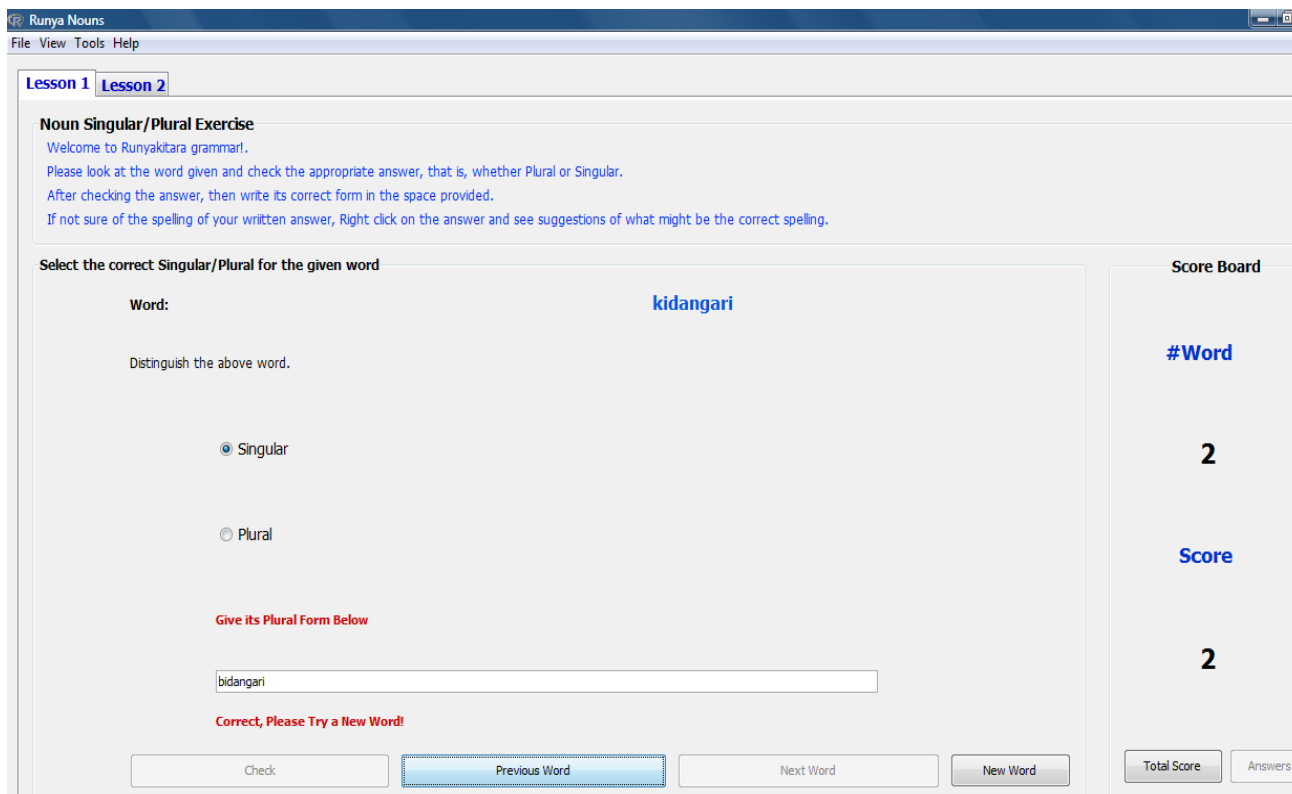 Runya Nouns
File View Tools Help
Lesson 1 Lesson 2
Noun Singular/Plural Exercise
Welcome to Runyakitara grammar!.
Please look at the word given and check the appropriate answer, that is, whether Plural or Singular.
After checking the answer, then write its correct form in the space provided.
If not sure of the spelling of your wriitten answer, Right click on the answer and see suggestions of what might be the correct spelling.
Select the correct Singular/Plural for the given word
Word: kidangari
Distinguish the above word.
Singular
Plural
Give its Plural Form Below
bidangari
Correct, Please Try a New Word!
Check Previous Word Next Word New Word
Score Board
#Word
2
Score
2
Total Score Answers